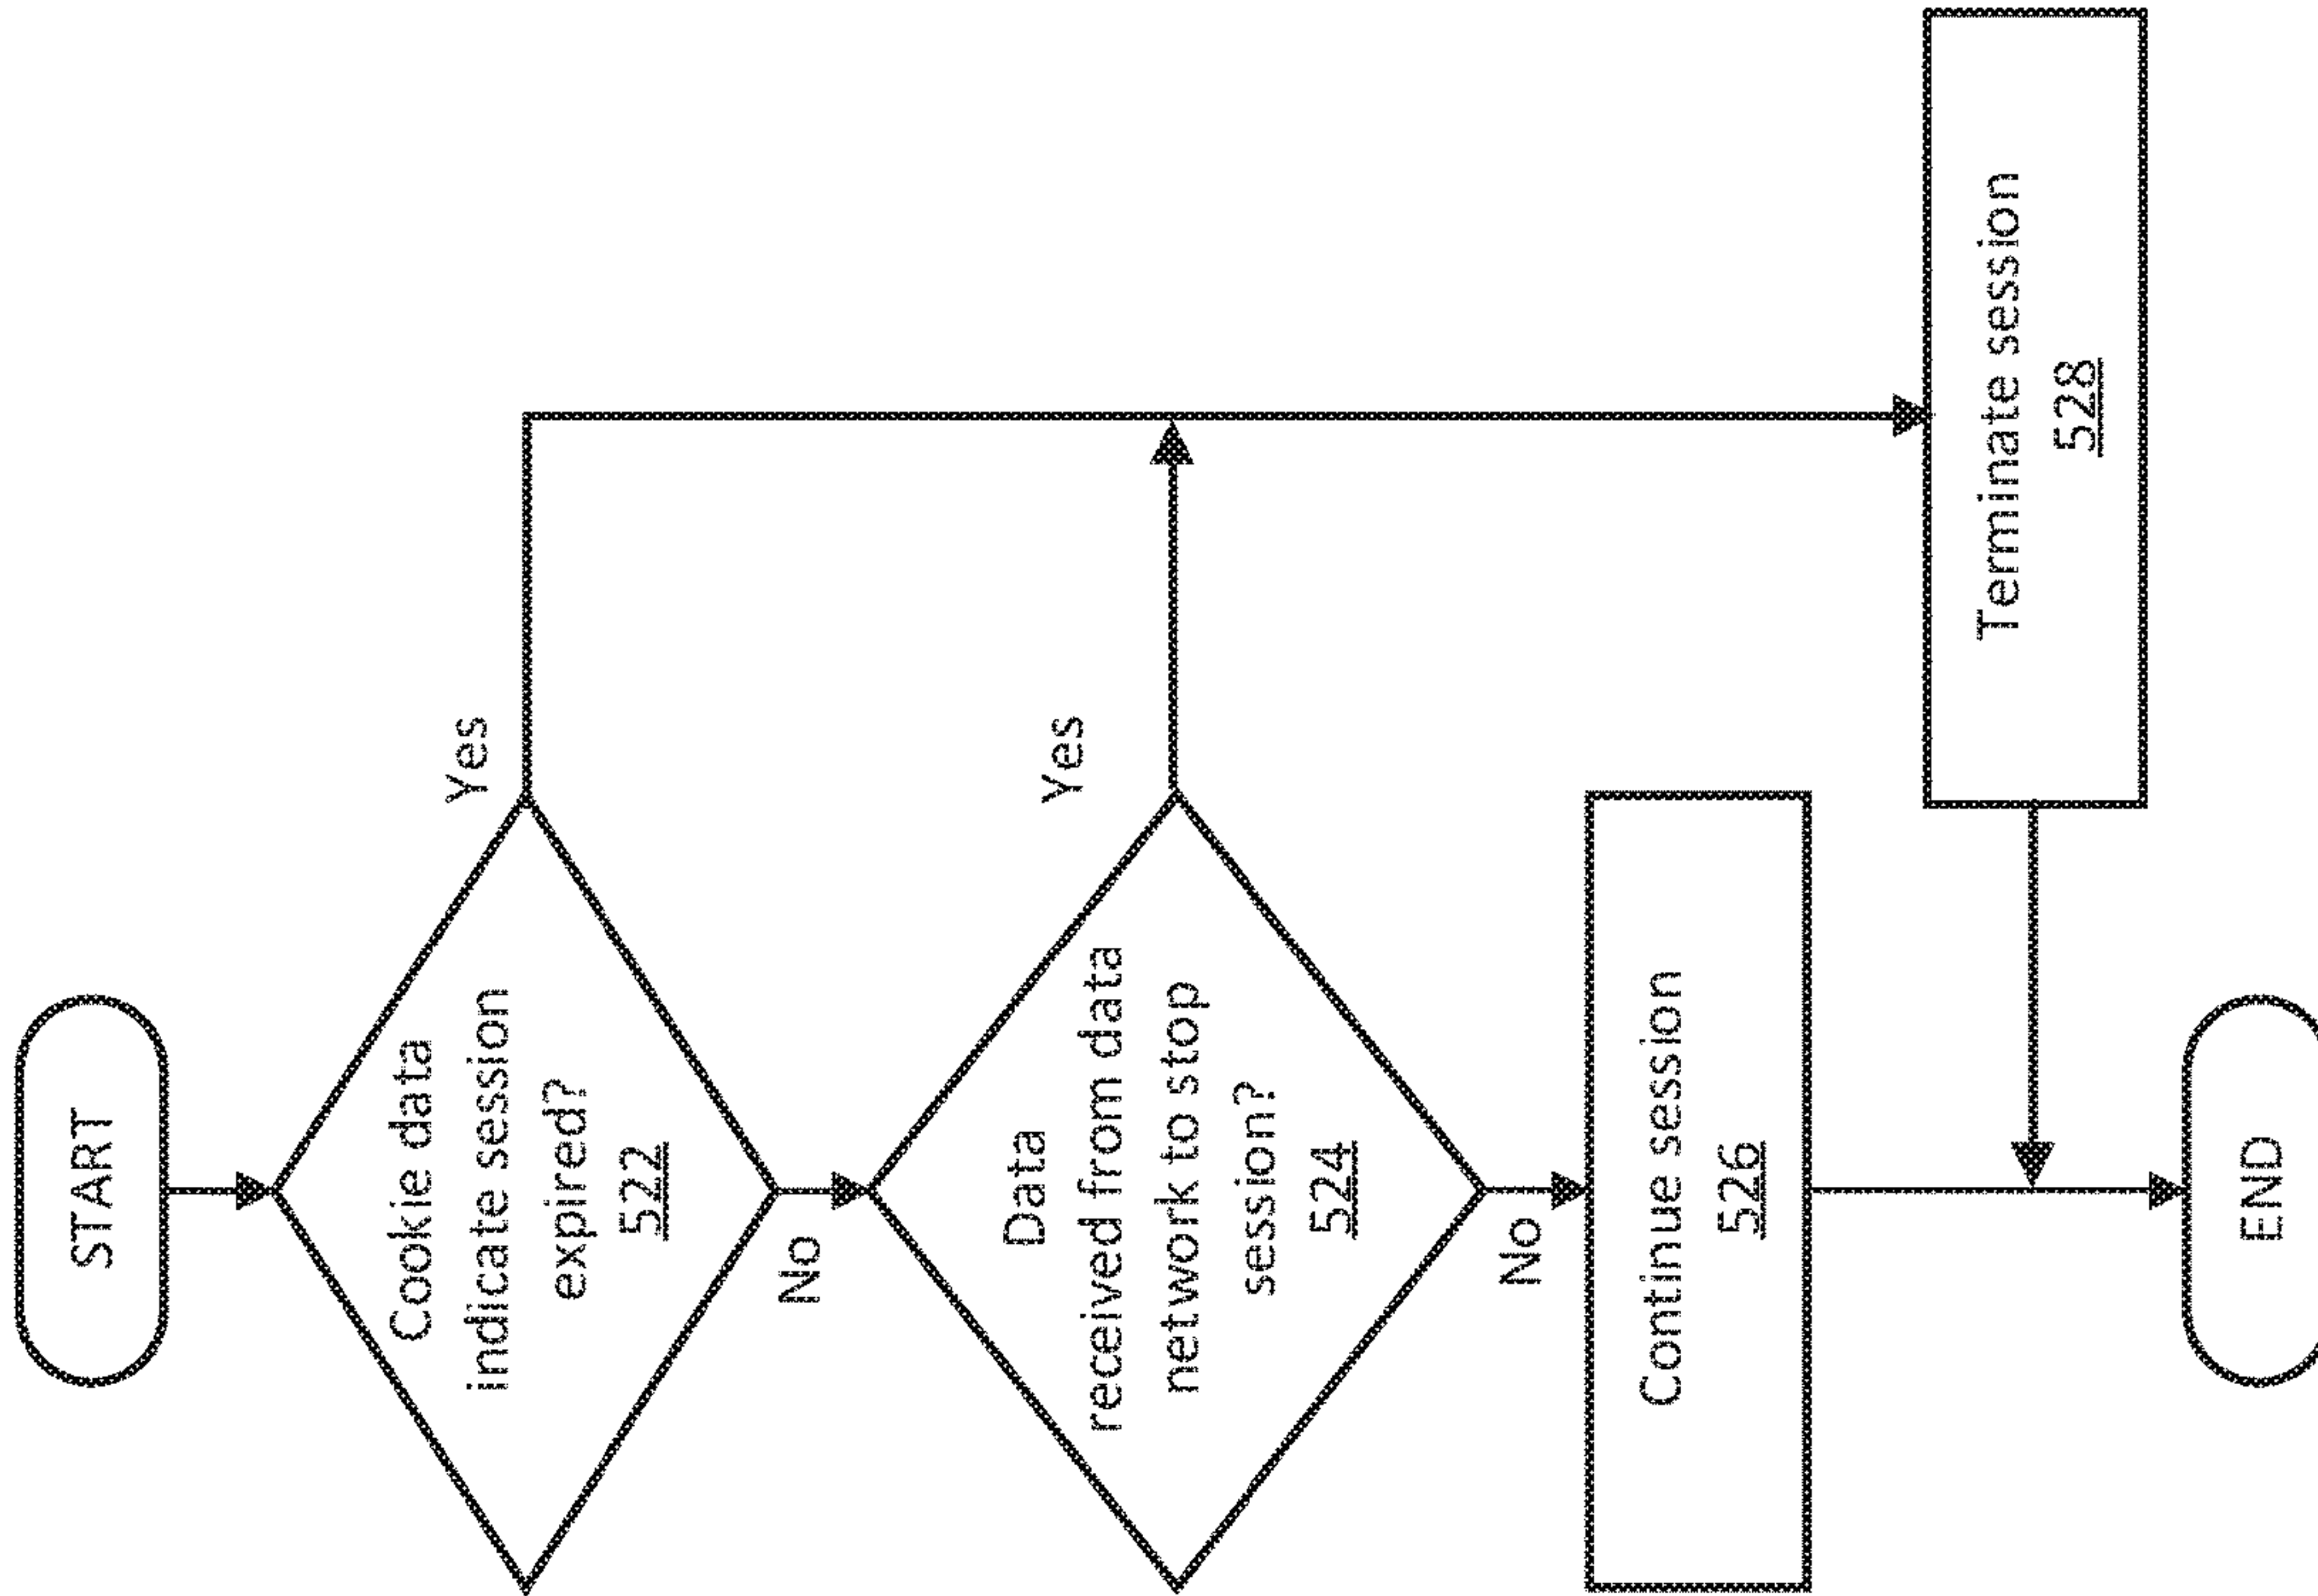 START
Cookie data
indicate session
expired?
522
Yes
No
Data
received from data
network to stop
session?
524
Yes
No
Continue session
526
Terminate session
528
END